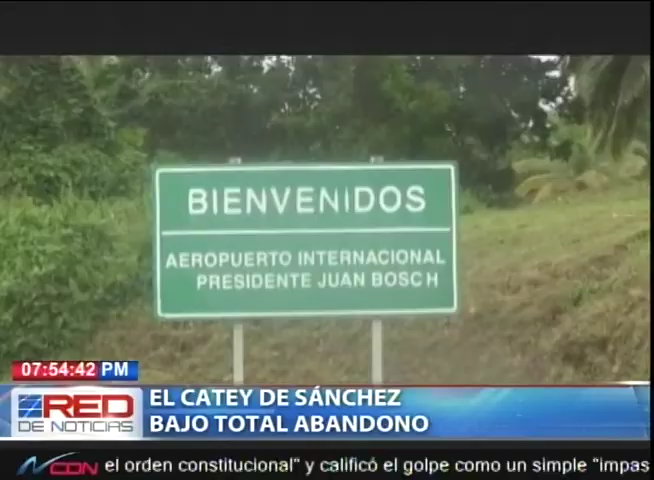 BIENVENIDOS
AEROPUERTO INTERNACIONAL
PRESIDENTE JUAN BOSCH
07:54:42 PM
RED
DE NOTICIAS
EL CATEY DE SÁNCHEZ
BAJO TOTAL ABANDONO
CDN el orden constitucional" y calificó el golpe como un simple "impas